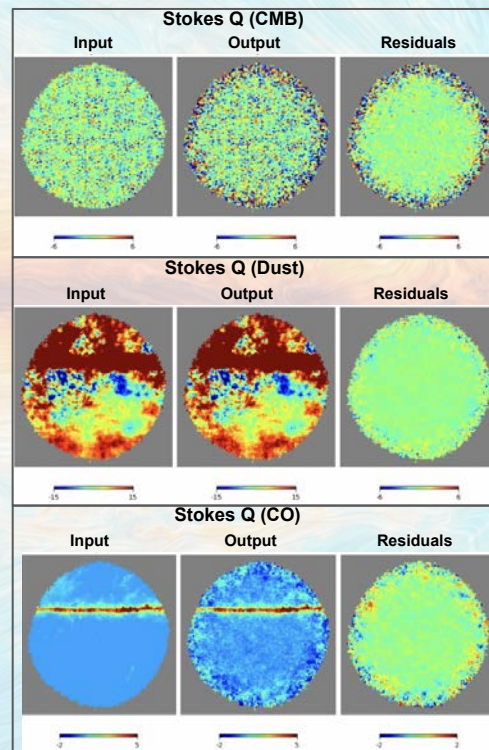 Stokes Q (CMB)
Input Output Residuals
-6 6 -6 6 -6 6
Stokes Q (Dust)
Input Output Residuals
-15 15 -15 15 -6 6
Stokes Q (CO)
Input Output Residuals
-2 5 -2 5 -2 2